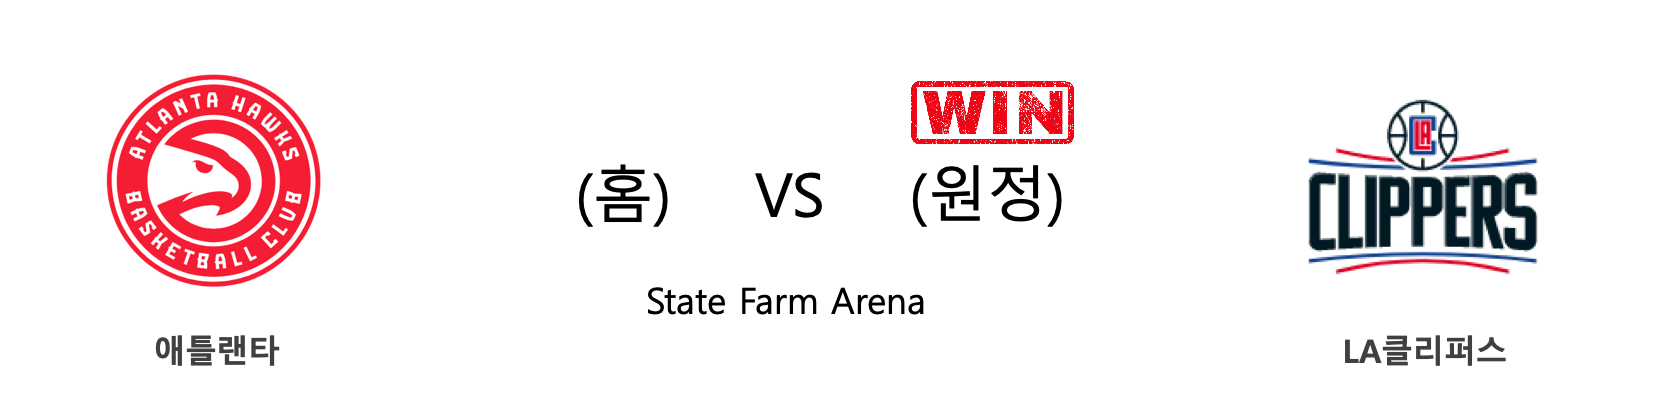 ATLANTA HAWKS
BASKETBALL CLUB
애틀랜타
WIN
(홈) VS (원정)
State Farm Arena
LA
CLIPPERS
LA클리퍼스